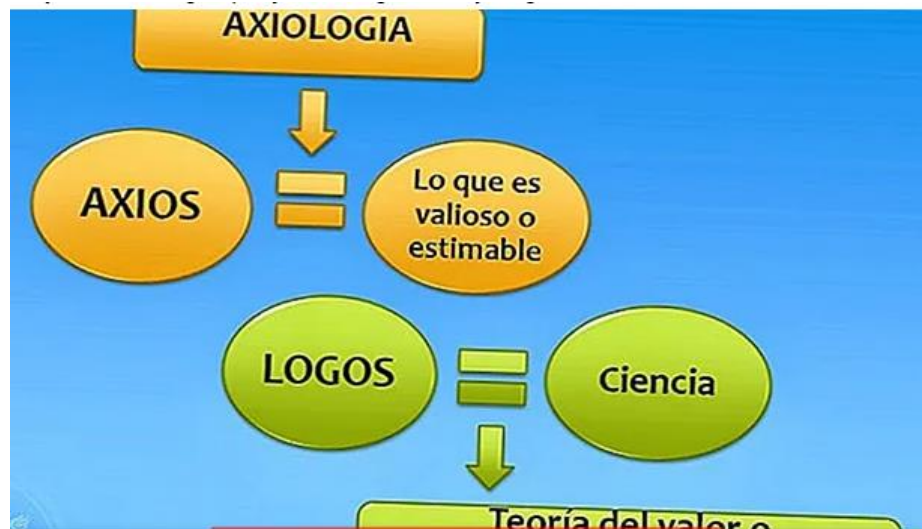 AXIOLOGIA
AXIOS
Lo que es
valioso o
estimable
LOGOS
Ciencia
Teoría del valor o